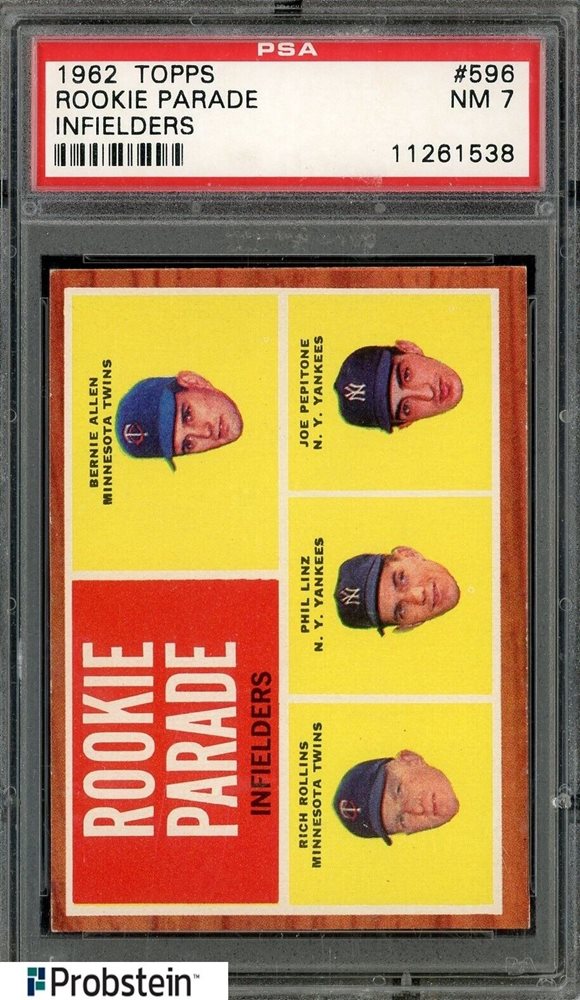 PSA
1962 TOPPS #596
ROOKIE PARADE NM 7
INFIELDERS
11261538
BERNIE ALLEN
MINNESOTA TWINS
JOE PEPITONE
N. Y. YANKEES
PHIL LINZ
N. Y. YANKEES
RICH ROLLINS
MINNESOTA TWINS
ROOKIE
PARADE
INFIELDERS
Probstein™